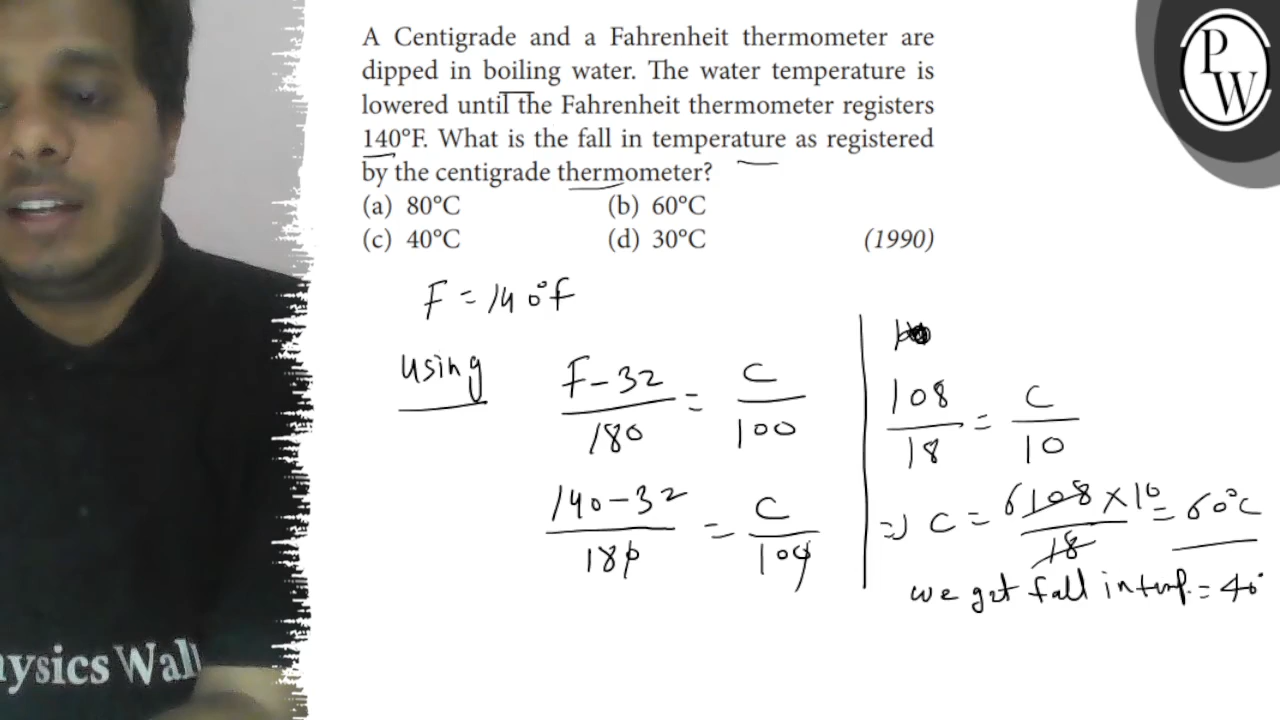 A Centigrade and a Fahrenheit thermometer are
dipped in boiling water. The water temperature is
lowered until the Fahrenheit thermometer registers
140°F. What is the fall in temperature as registered
by the centigrade thermometer?
(a) 80°C (b) 60°C
(c) 40°C (d) 30°C (1990)
PW
F = 140°F
Using F-32/180 = C/100
140-32/180 = C/100
108/18 = C/10
=> C = 6 108 × 10/18 = 60°C
we get fall in temp. = 40°
hysics Wall